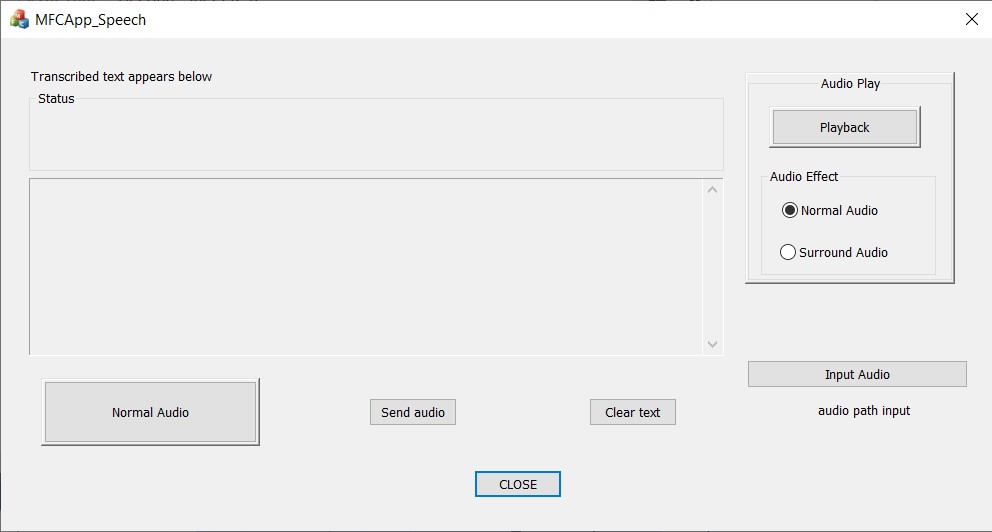 MFCApp_Speech
Transcribed text appears below
Status
Audio Play
Playback
Audio Effect
Normal Audio
Surround Audio
Input Audio
audio path input
Normal Audio
Send audio
Clear text
CLOSE